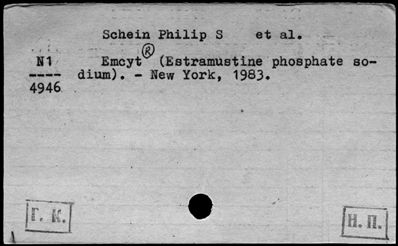 Schein Philip S et al.
N1 Emcyt® (Estramustine phosphate so-
---- dium). - New York, 1983.
4946
Г. К. Н. П.